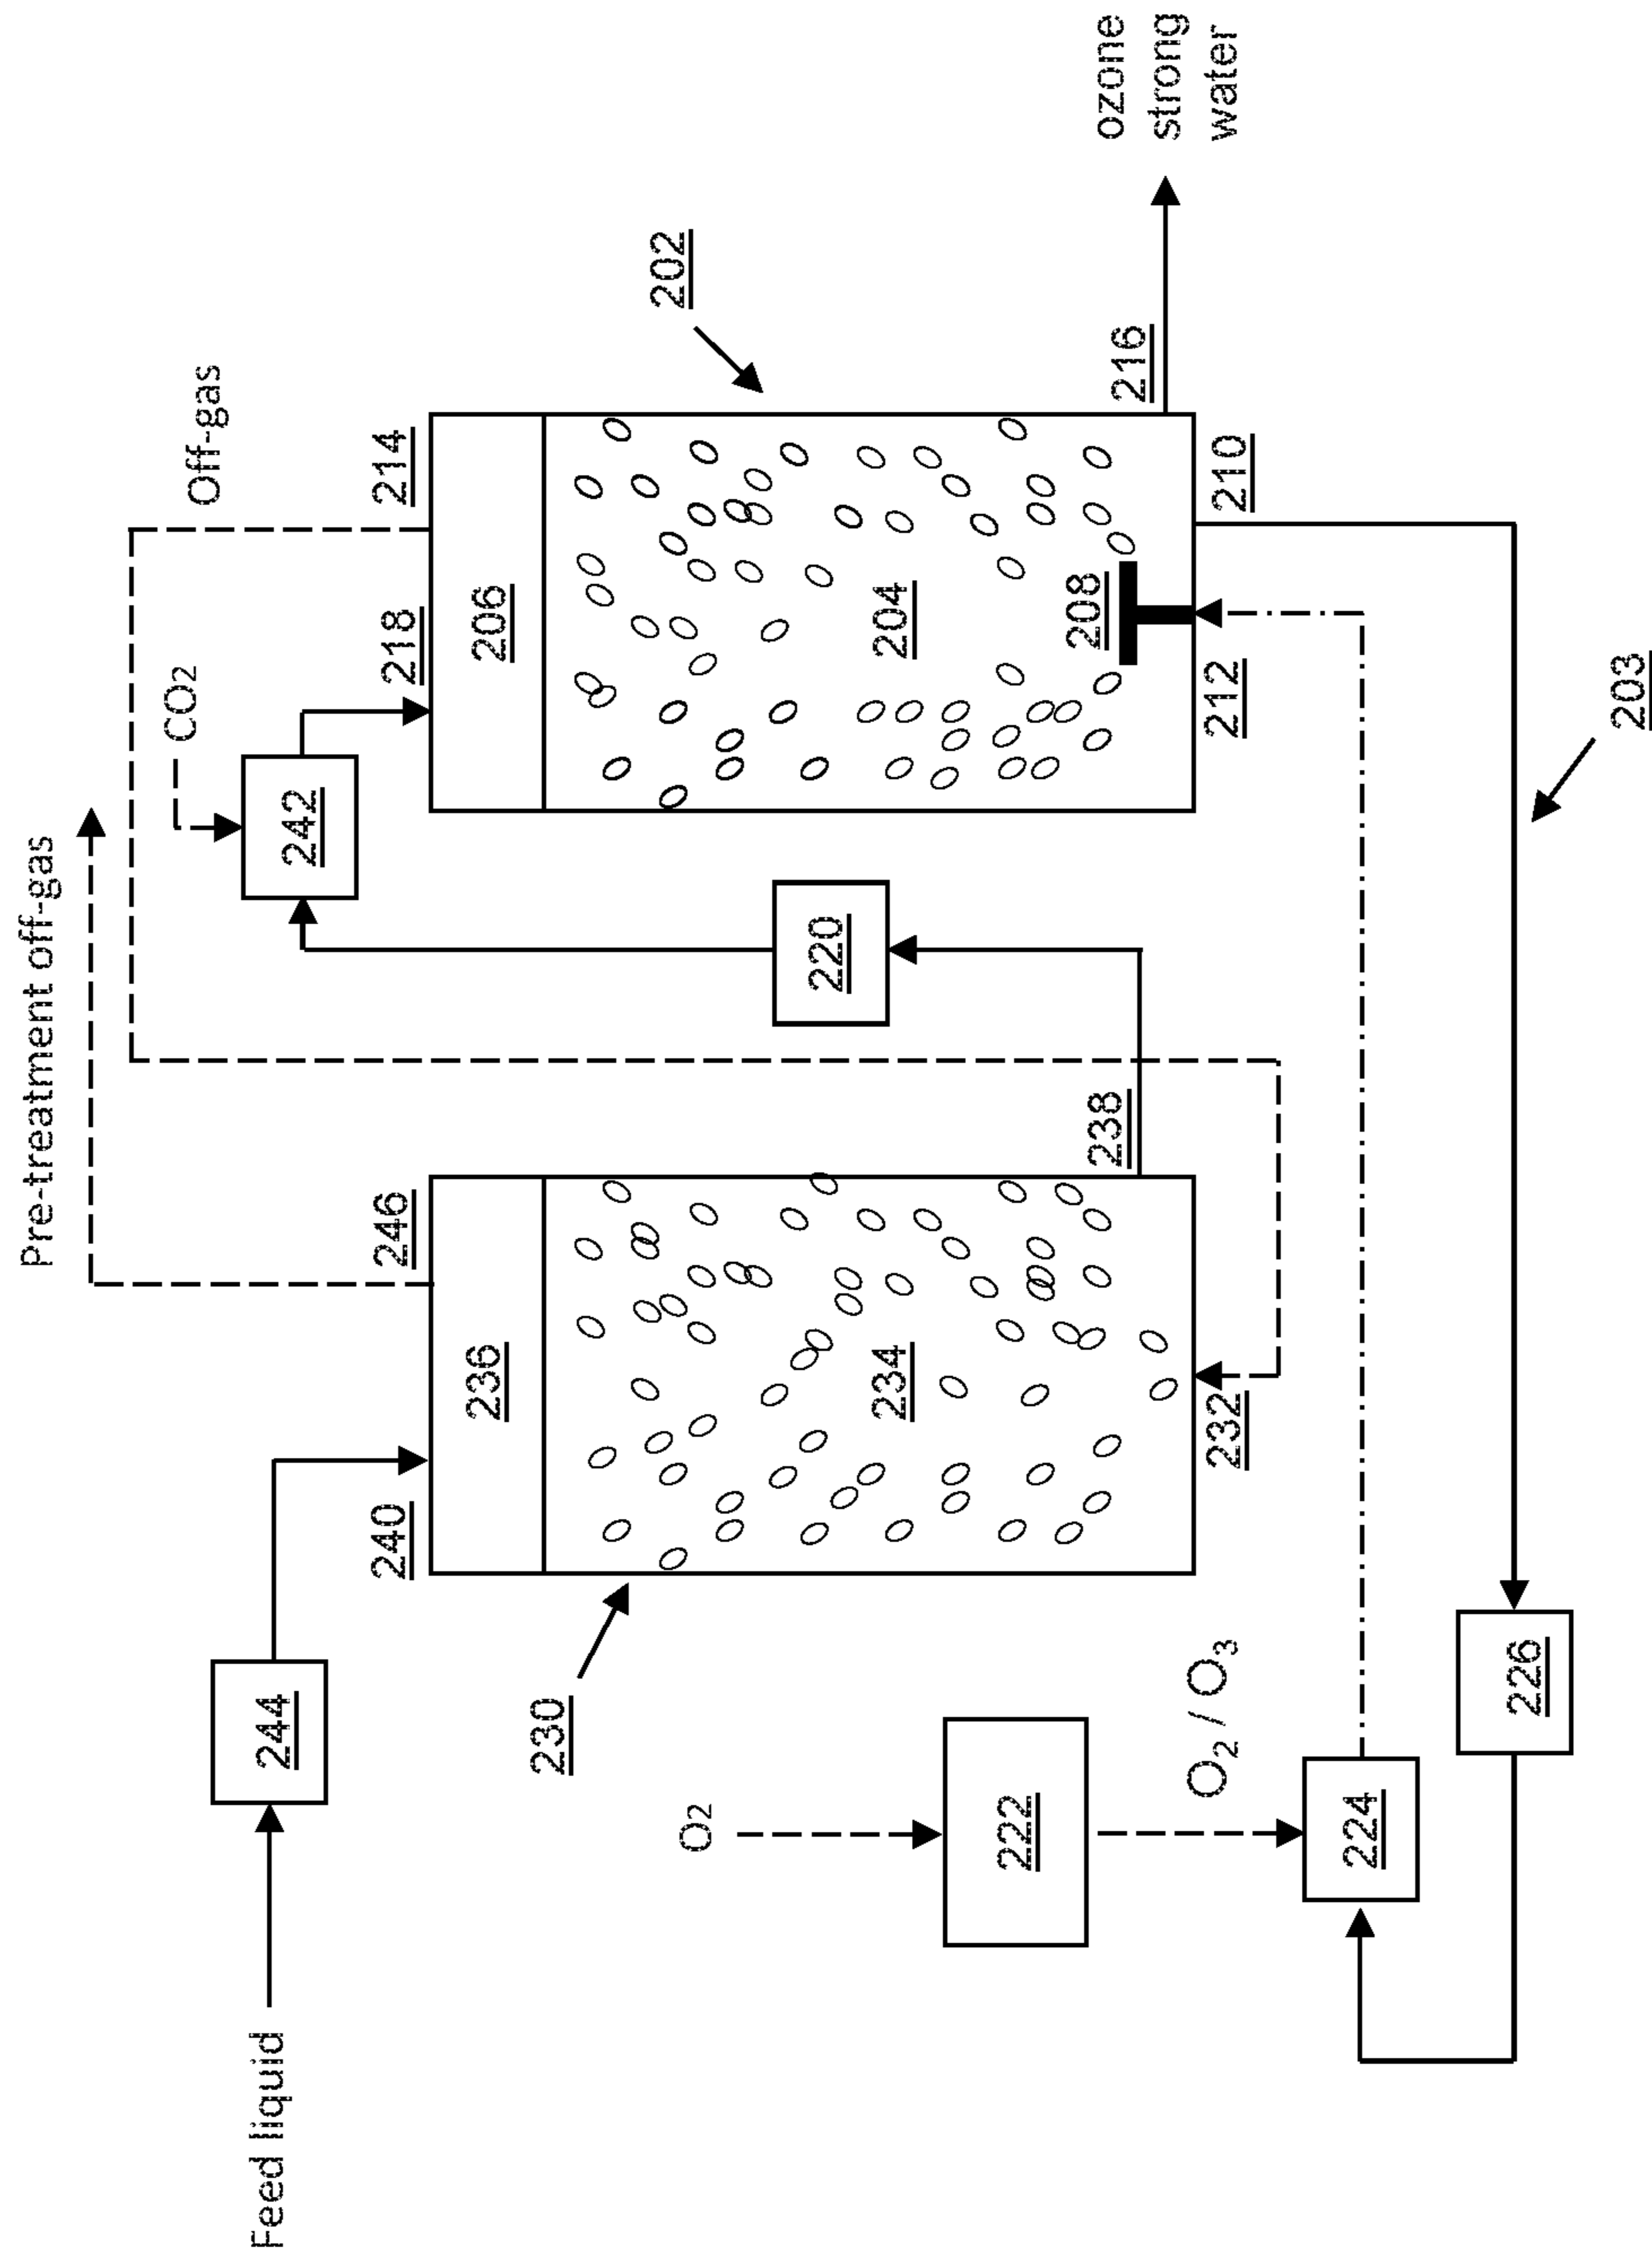 Pre-treatment off-gas
Off-gas
CO2
Feed liquid
244
242
240
246
218
214
236
206
202
230
220
234
204
O2
222
208
238
216
ozone
strong
water
232
212
210
O2 / O3
224
226
203